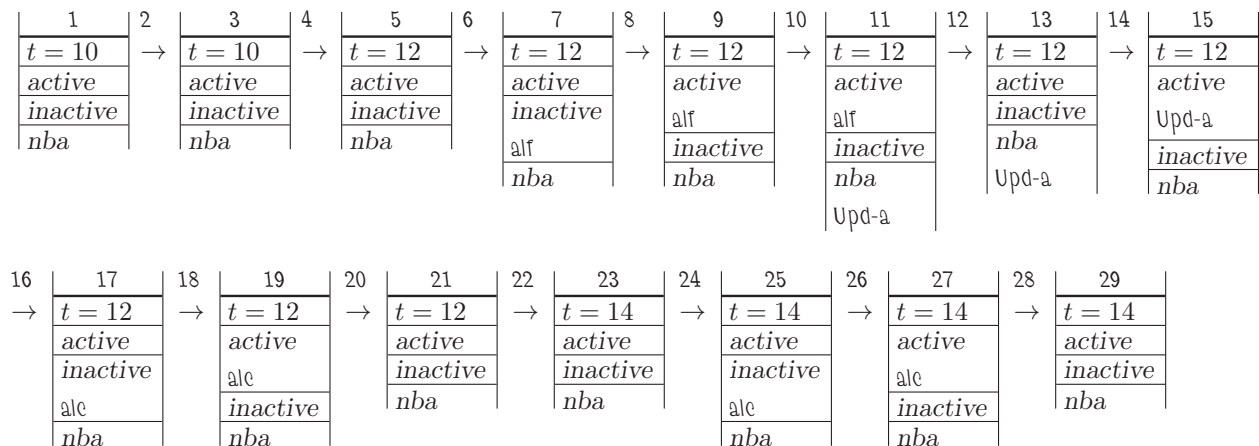 1 2 3 4 5 6 7 8 9 10 11 12 13 14 15
t = 10 → t = 10 → t = 12 → t = 12 → t = 12 → t = 12 → t = 12 → t = 12
active active active active active active active active
inactive inactive inactive inactive alf alf inactive Upd-a
nba nba nba alf inactive inactive nba inactive
nba nba nba Upd-a nba
Upd-a
16 17 18 19 20 21 22 23 24 25 26 27 28 29
→ t = 12 → t = 12 → t = 12 → t = 14 → t = 14 → t = 14 → t = 14
active active active active active active active
inactive alc inactive inactive inactive alc inactive
alc inactive nba nba alc inactive nba
nba nba nba nba